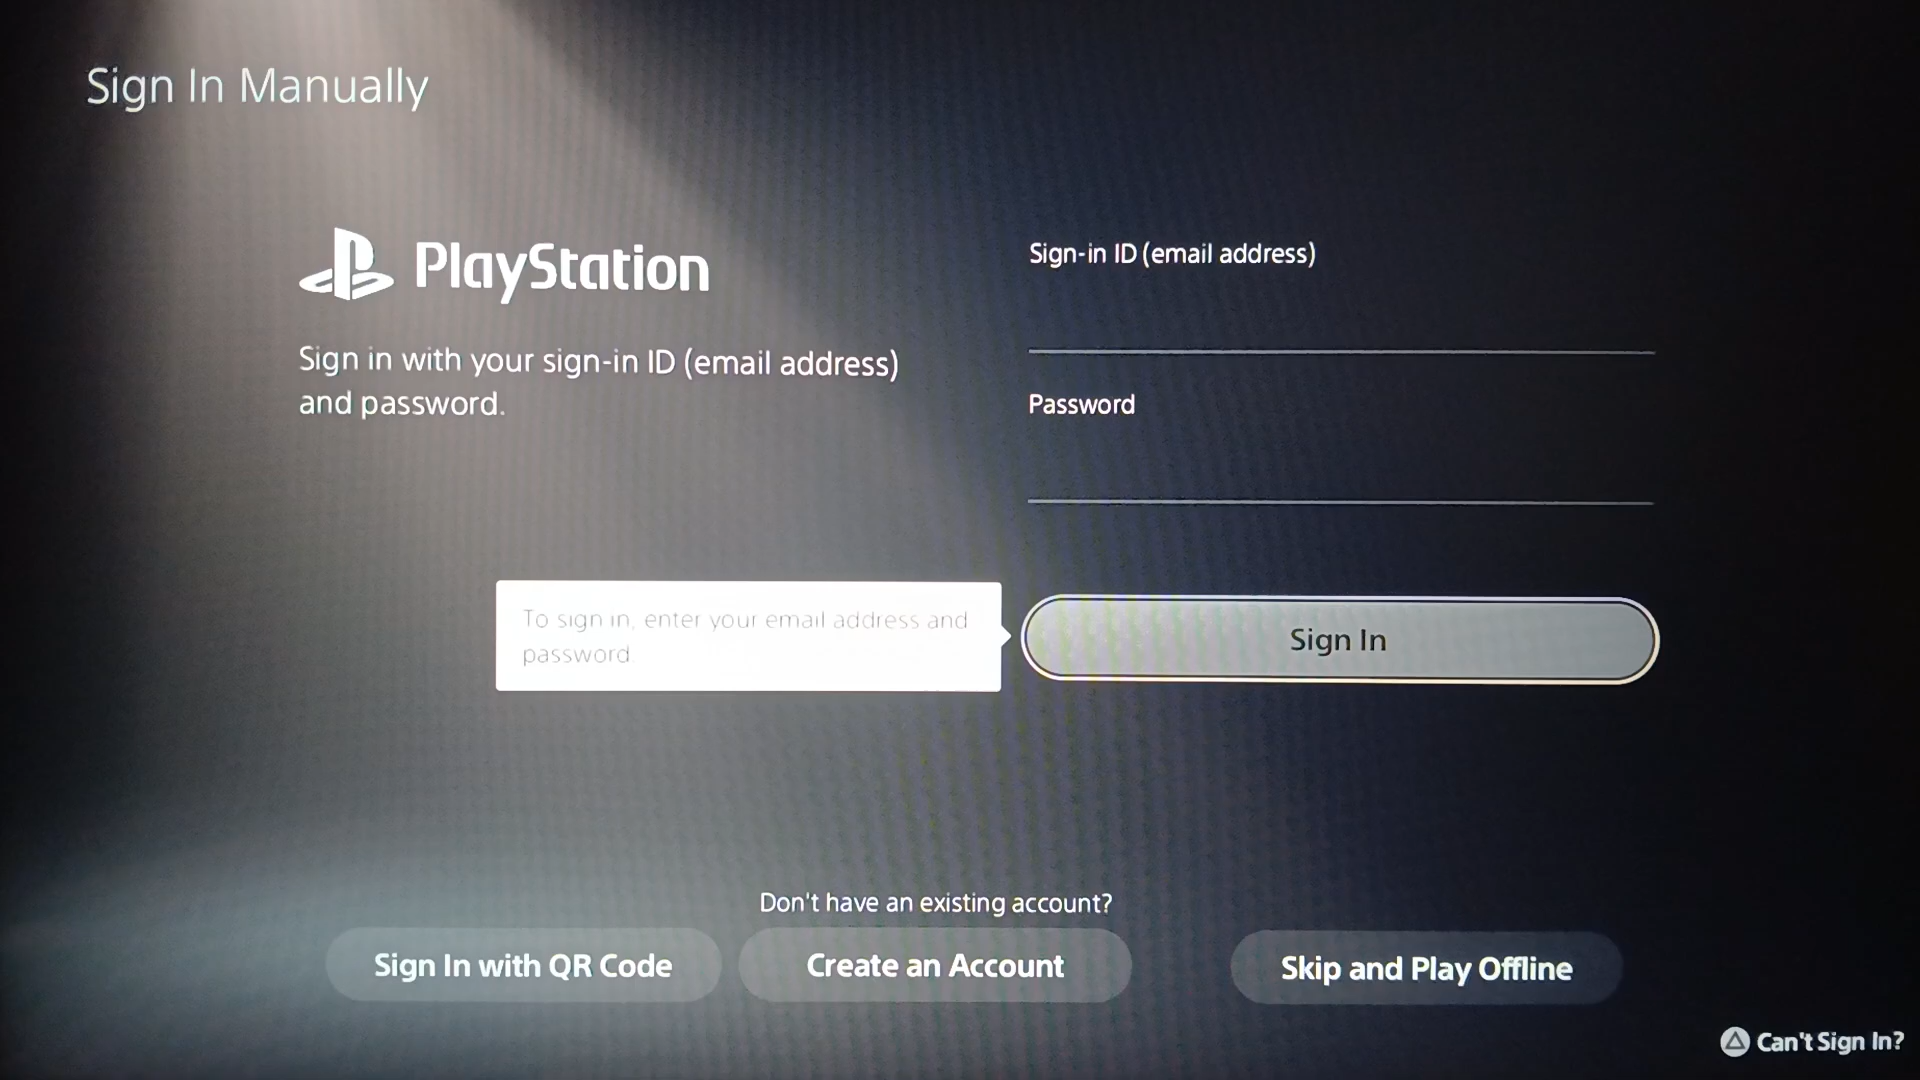 Sign In Manually
PlayStation
Sign in with your sign-in ID (email address)
and password.
Sign-in ID (email address)
Password
To sign in, enter your email address and
password.
Sign In
Don't have an existing account?
Sign In with QR Code
Create an Account
Skip and Play Offline
Can't Sign In?